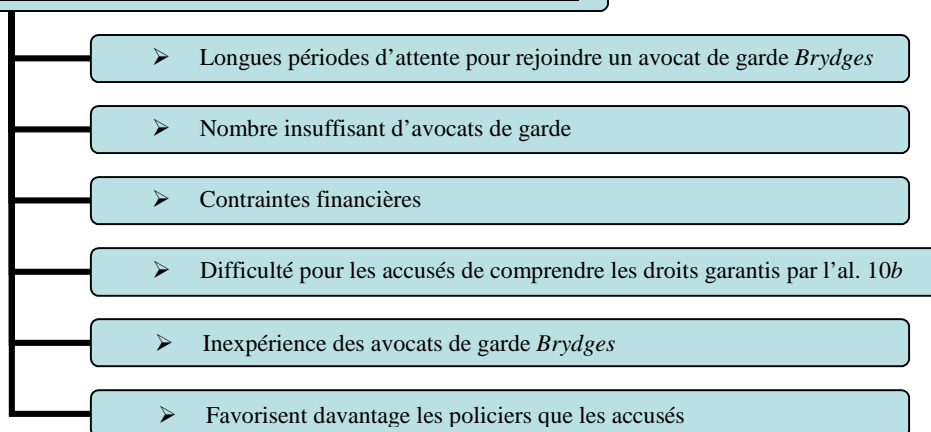 ➢ Longues périodes d'attente pour rejoindre un avocat de garde Brydges
➢ Nombre insuffisant d'avocats de garde
➢ Contraintes financières
➢ Difficulté pour les accusés de comprendre les droits garantis par l'al. 10b
➢ Inexpérience des avocats de garde Brydges
➢ Favorisent davantage les policiers que les accusés